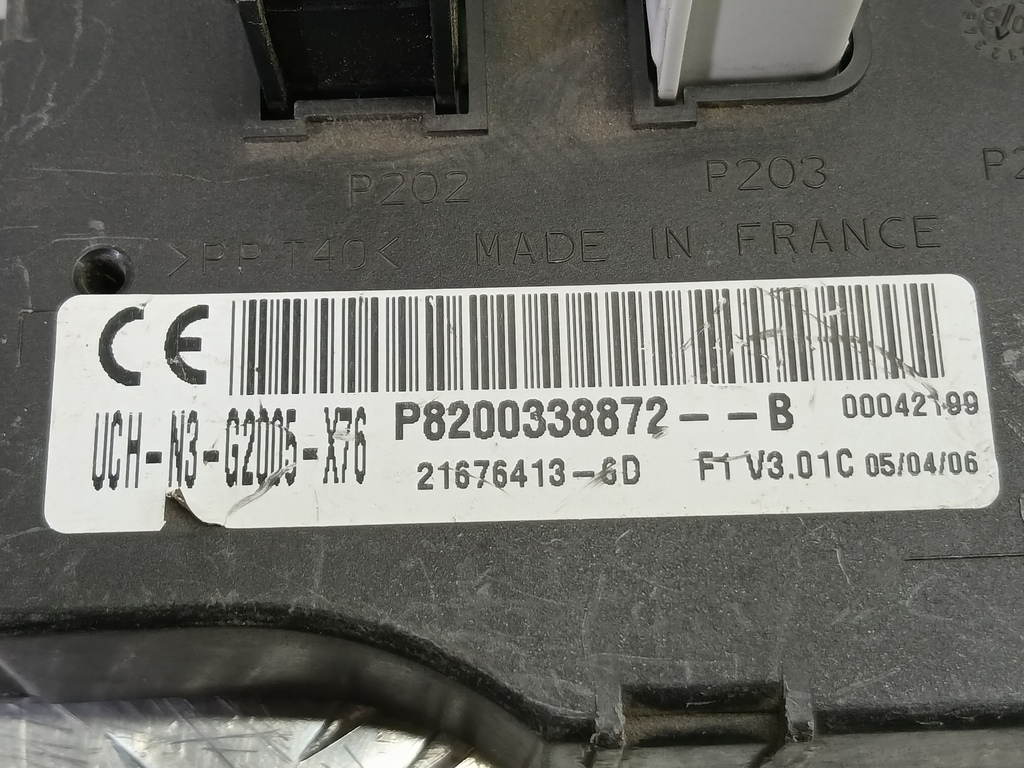 P202 P203
>PP-T40< MADE IN FRANCE
CE
UCH-N3-G2005-X76 P8200338872--B 00042199
21676413-6D F1 V3.01C 05/04/06